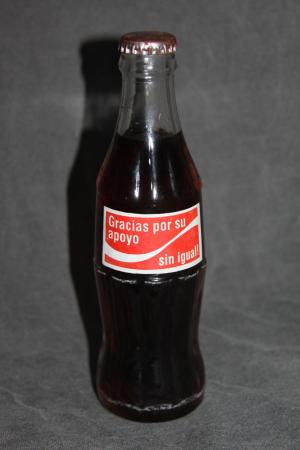 Gracias por su
apoyo
sin igual!